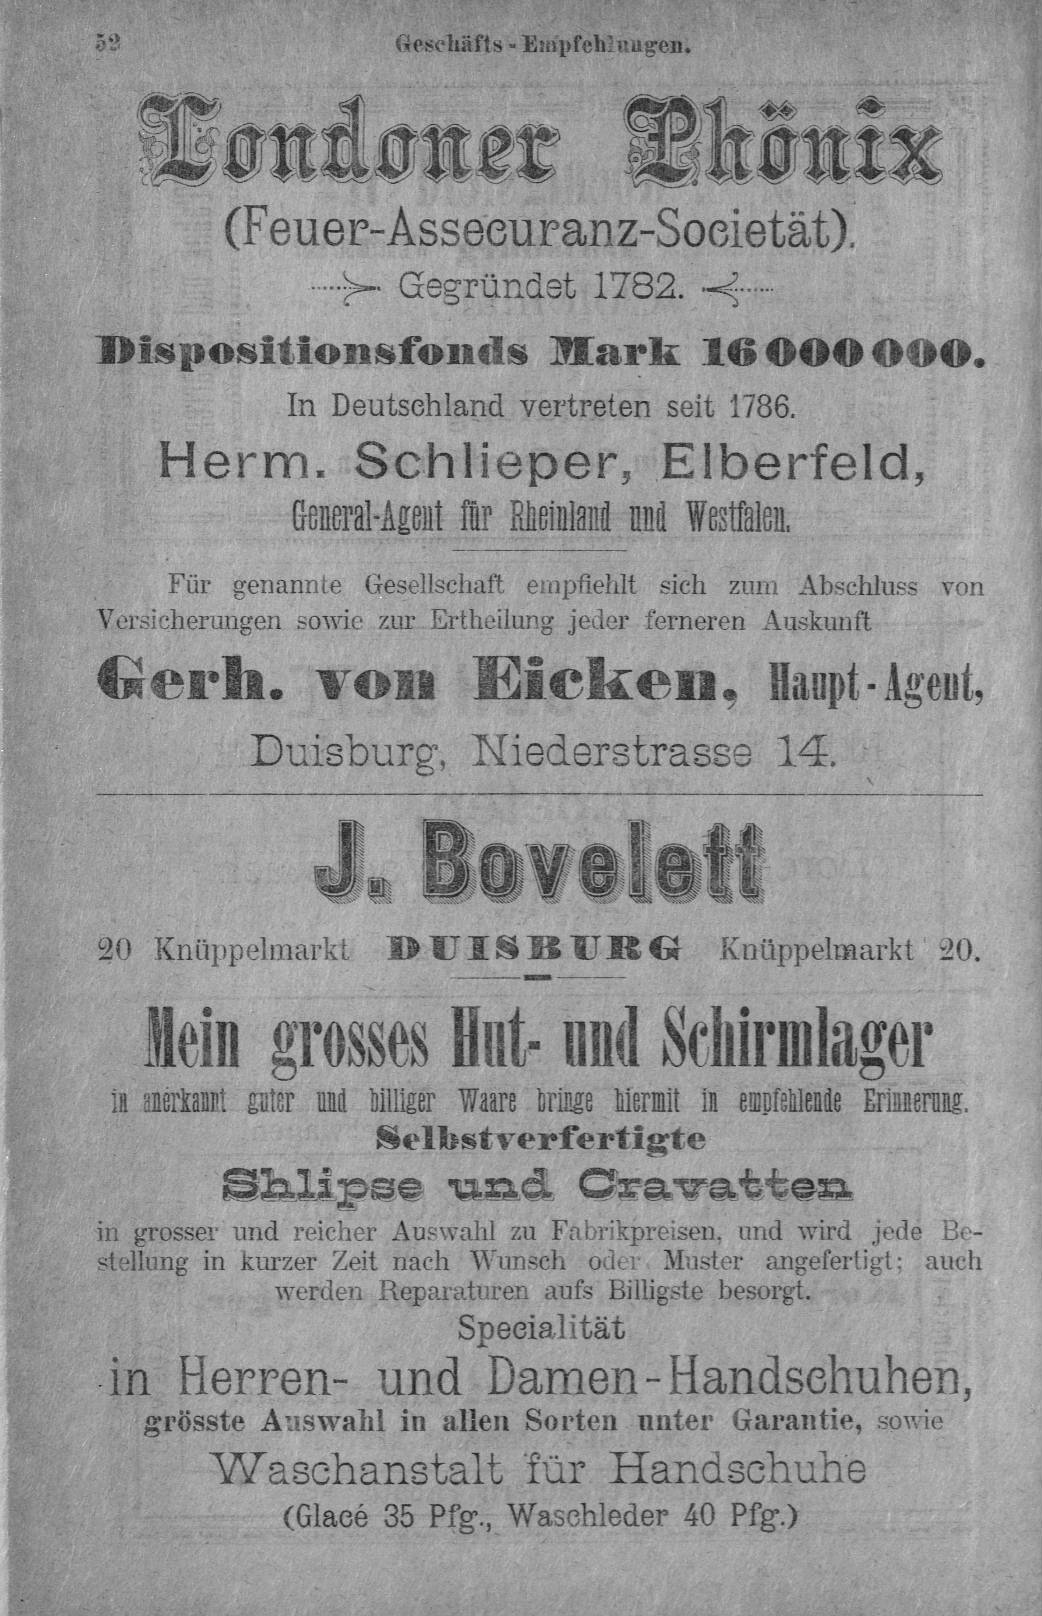 52
Geschäfts-Empfehlungen.
Londoner Phönix
(Feuer-Assecuranz-Societät).
Gegründet 1782.
Dispositionsfonds Mark 16000000.
In Deutschland vertreten seit 1786.
Herm. Schlieper, Elberfeld,
General-Agent für Rheinland und Westfalen.
Für genannte Gesellschaft empfiehlt sich zum Abschluss von
Versicherungen sowie zur Ertheilung jeder ferneren Auskunft
Gerh. von Eicken, Haupt-Agent,
Duisburg, Niederstrasse 14.
J. Bovelett
20 Knüppelmarkt DUISBURG Knüppelmarkt 20.
Mein grosses Hut- und Schirmlager
in anerkannt guter und billiger Waare bringe hiermit in empfehlende Erinnerung.
Selbstverfertigte
Shlipse und Cravatten
in grosser und reicher Auswahl zu Fabrikpreisen, und wird jede Be-
stellung in kurzer Zeit nach Wunsch oder Muster angefertigt; auch
werden Reparaturen aufs Billigste besorgt.
Specialität
in Herren- und Damen-Handschuhen,
grösste Auswahl in allen Sorten unter Garantie, sowie
Waschanstalt für Handschuhe
(Glacé 35 Pfg., Waschleder 40 Pfg.)